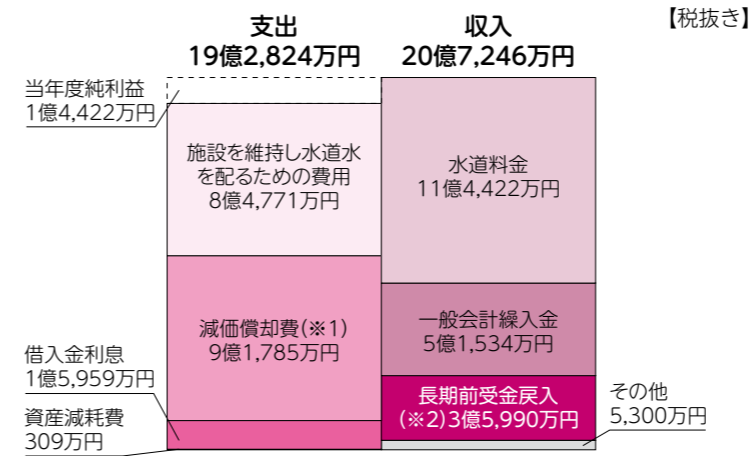 【税抜き】
支出
19億2,824万円
収入
20億7,246万円
当年度純利益
1億4,422万円
施設を維持し水道水
を配るための費用
8億4,771万円
減価償却費(※1)
9億1,785万円
借入金利息
1億5,959万円
資産減耗費
309万円
水道料金
11億4,422万円
一般会計繰入金
5億1,534万円
長期前受金戻入
(※2)3億5,990万円
その他
5,300万円